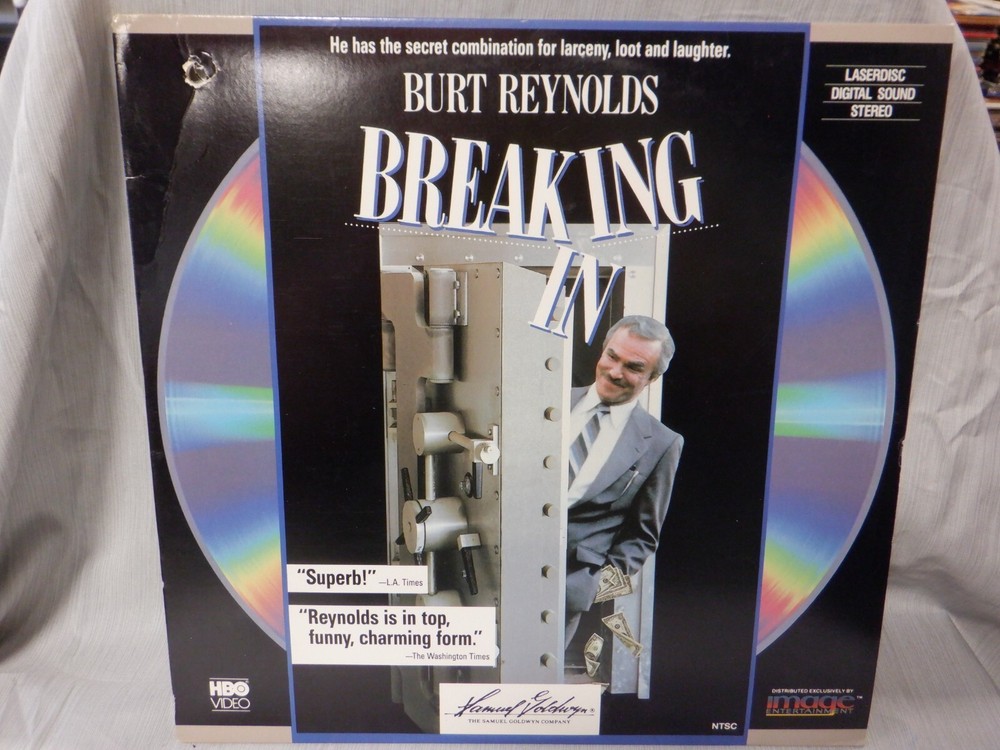 He has the secret combination for larceny, loot and laughter.
BURT REYNOLDS
BREAKING
IN
LASERDISC
DIGITAL SOUND
STEREO
“Superb!” —L.A. Times
“Reynolds is in top,
funny, charming form.”
—The Washington Times
HBO®
VIDEO
Samuel Goldwyn®
THE SAMUEL GOLDWYN COMPANY
NTSC
DISTRIBUTED EXCLUSIVELY BY
image™
ENTERTAINMENT